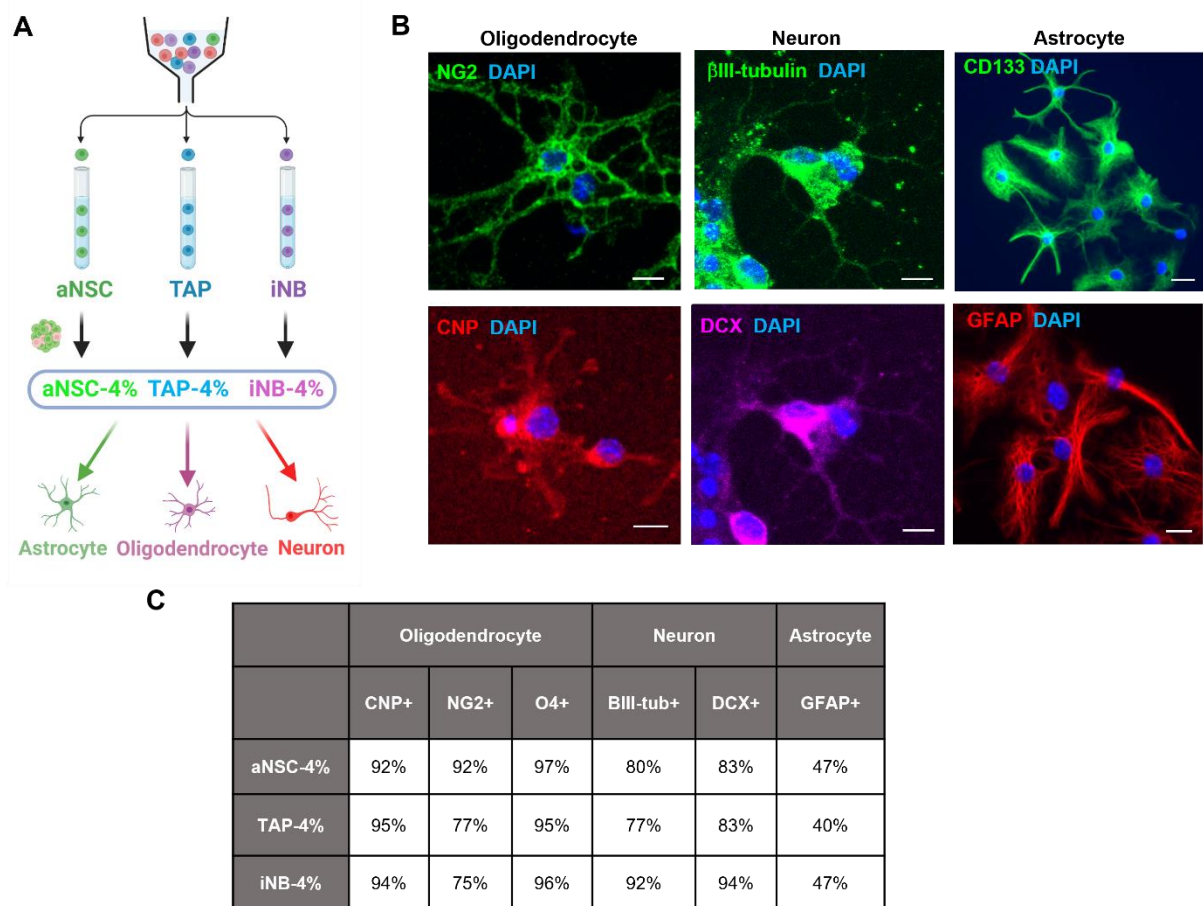 A
aNSC TAP iNB
aNSC-4% TAP-4% iNB-4%
Astrocyte Oligodendrocyte Neuron
B
Oligodendrocyte Neuron Astrocyte
NG2 DAPI βIII-tubulin DAPI CD133 DAPI
CNP DAPI DCX DAPI GFAP DAPI
C
Oligodendrocyte Neuron Astrocyte
CNP+ NG2+ O4+ BIII-tub+ DCX+ GFAP+
aNSC-4% 92% 92% 97% 80% 83% 47%
TAP-4% 95% 77% 95% 77% 83% 40%
iNB-4% 94% 75% 96% 92% 94% 47%